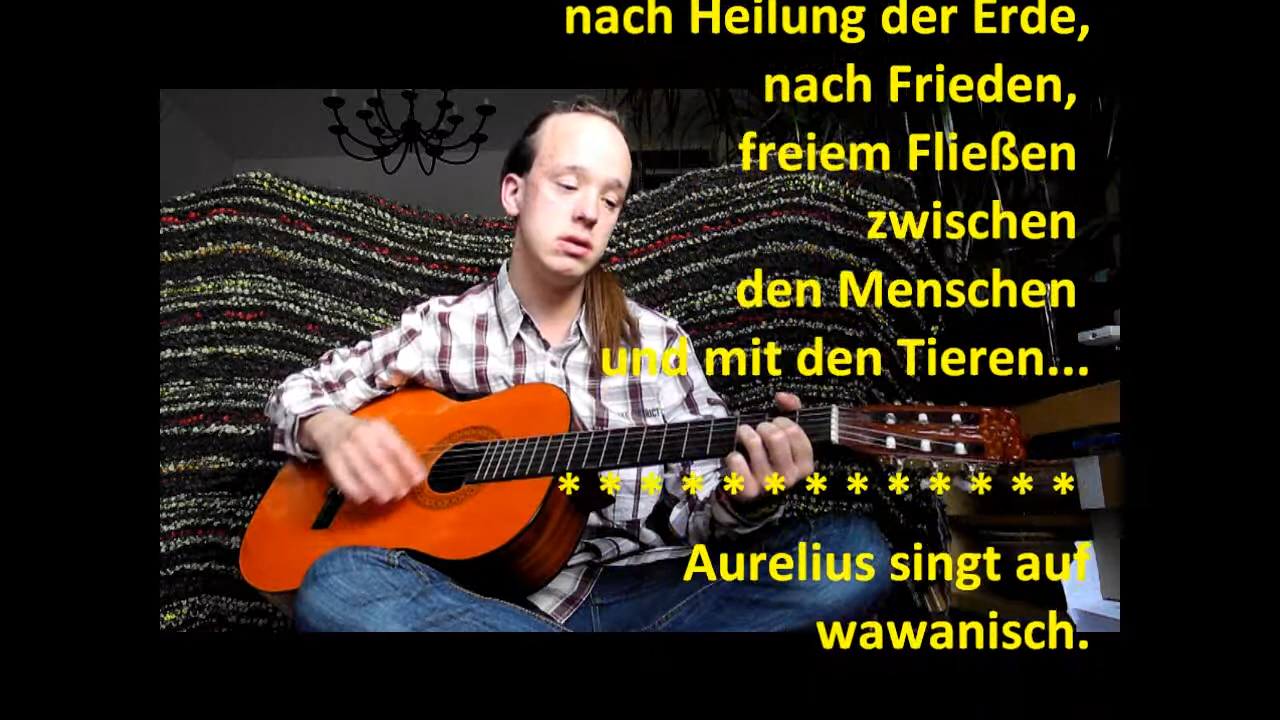 nach Heilung der Erde,
nach Frieden,
freiem Fließen
zwischen
den Menschen
und mit den Tieren...
* * * * * * * * * * * * *
Aurelius singt auf
wawanisch.